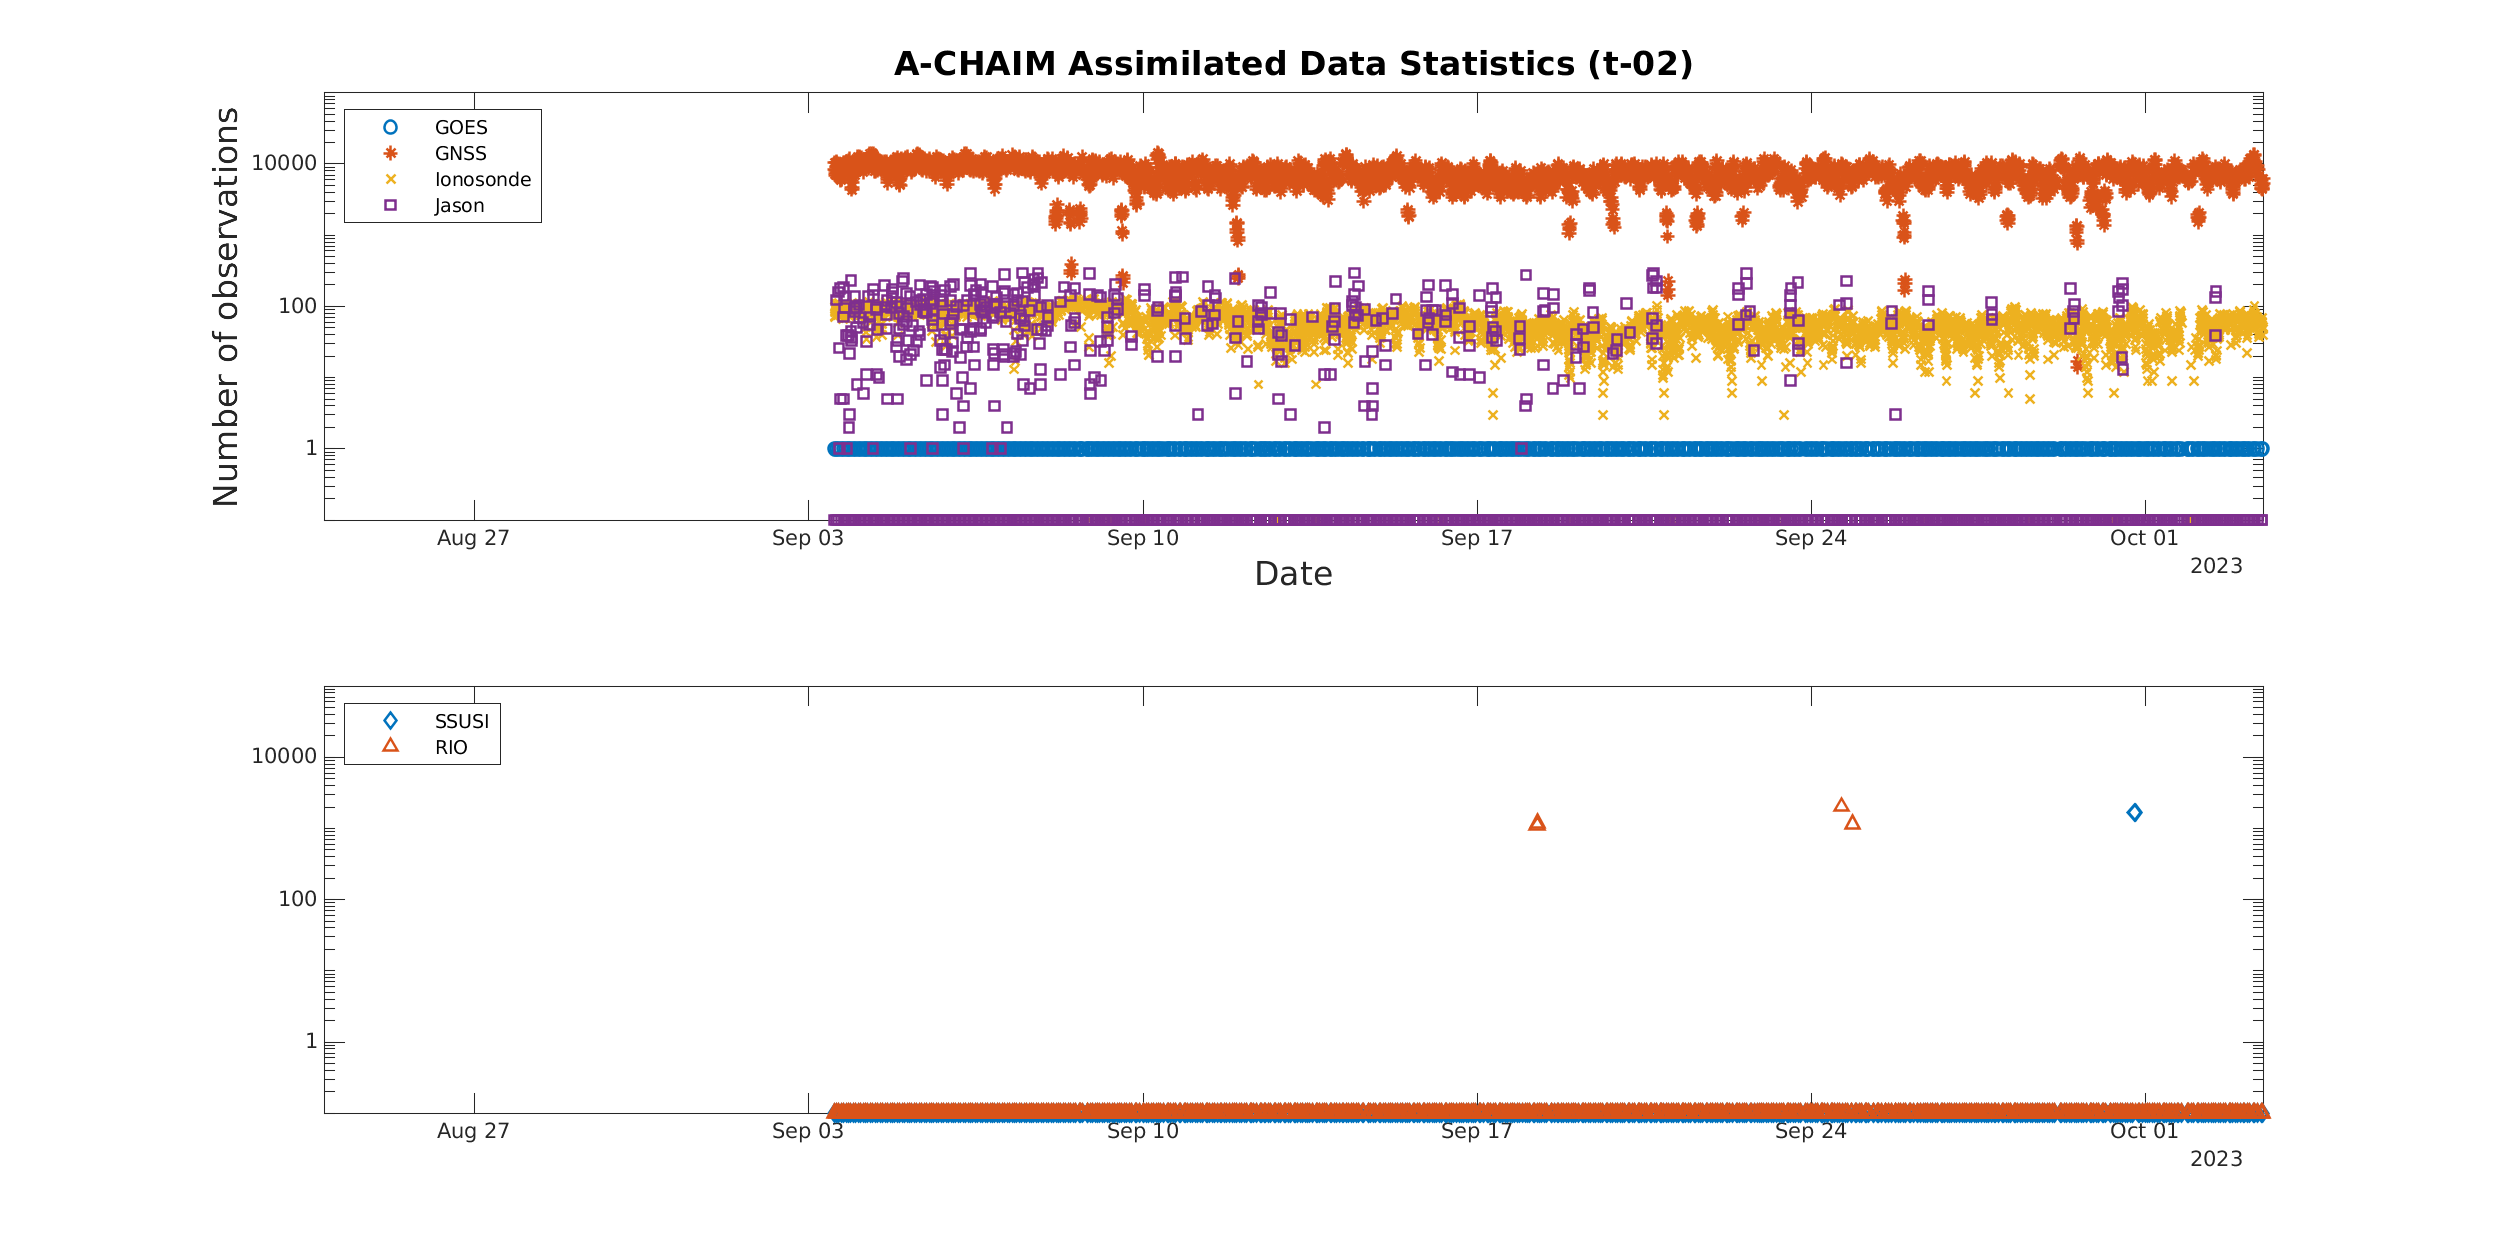 A-CHAIM Assimilated Data Statistics (t-02)
Number of observations
10000
100
1
GOES
GNSS
Ionosonde
Jason
Aug 27
Sep 03
Sep 10
Sep 17
Sep 24
Oct 01
2023
Date
10000
100
1
SSUSI
RIO
Aug 27
Sep 03
Sep 10
Sep 17
Sep 24
Oct 01
2023